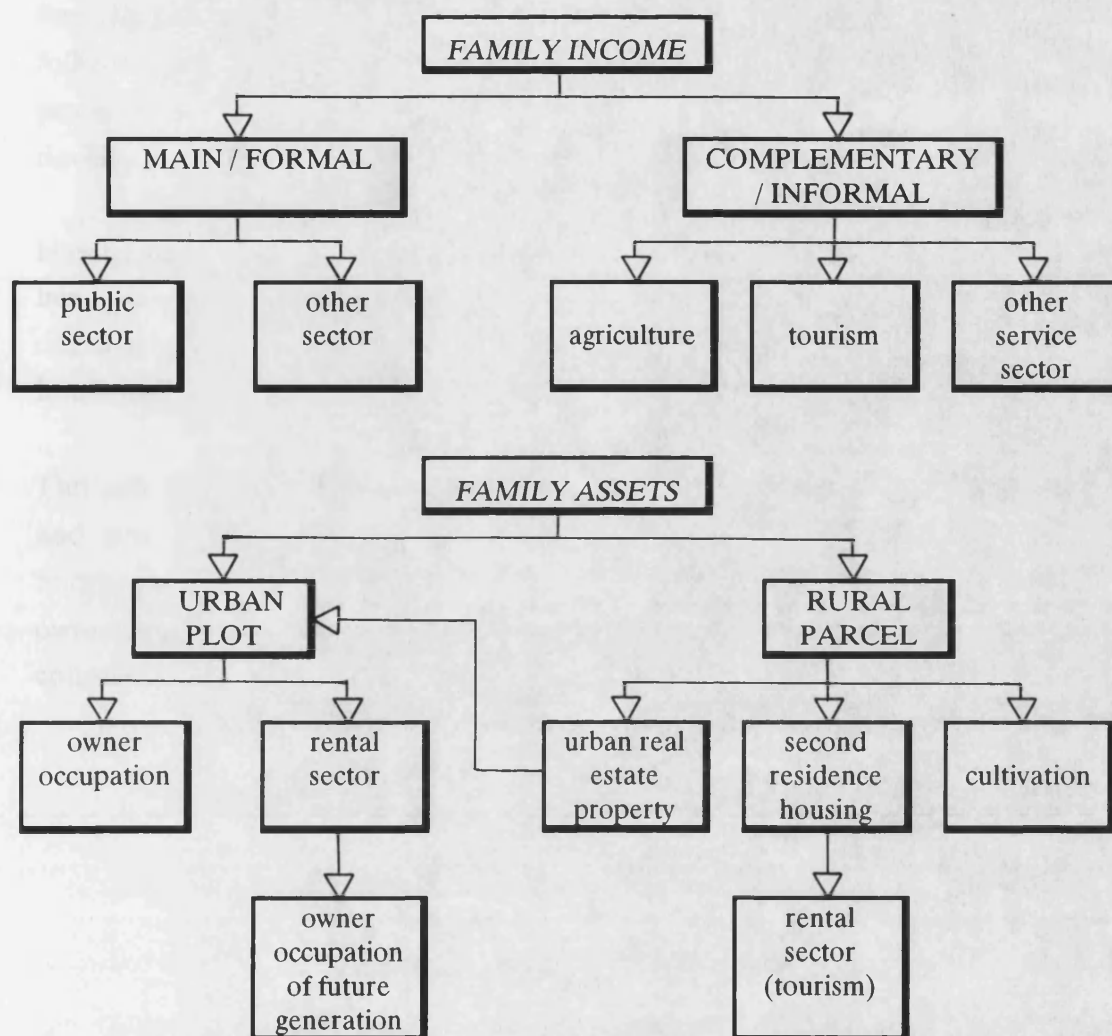 FAMILY INCOME
MAIN / FORMAL
COMPLEMENTARY
/ INFORMAL
public
sector
other
sector
agriculture
tourism
other
service
sector
FAMILY ASSETS
URBAN
PLOT
RURAL
PARCEL
owner
occupation
rental
sector
urban real
estate
property
second
residence
housing
cultivation
owner
occupation
of future
generation
rental
sector
(tourism)